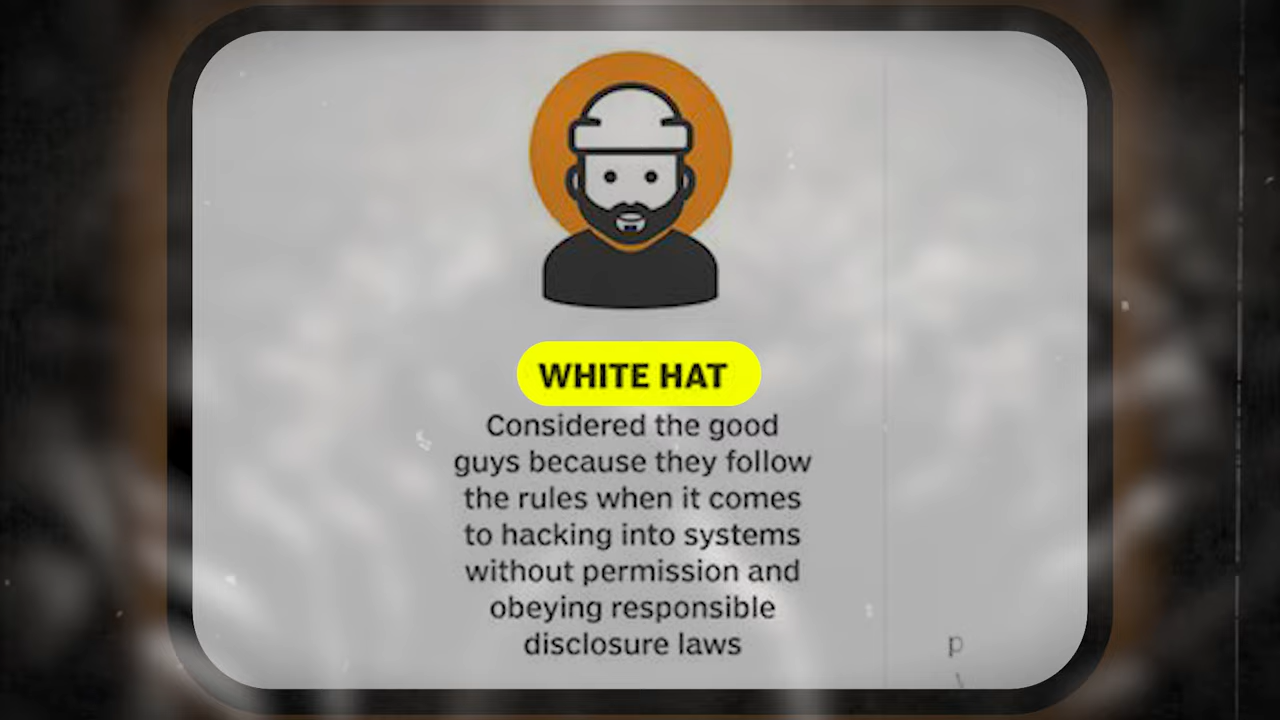 WHITE HAT
Considered the good
guys because they follow
the rules when it comes
to hacking into systems
without permission and
obeying responsible
disclosure laws
p